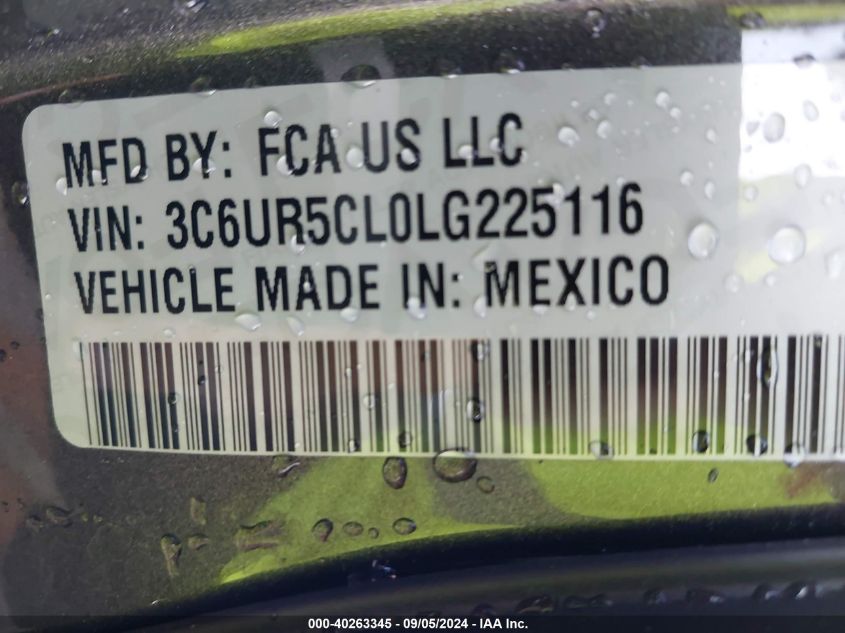 MFD BY: FCA US LLC
VIN: 3C6UR5CL0LG225116
VEHICLE MADE IN: MEXICO
000-40263345 - 09/05/2024 - IAA Inc.